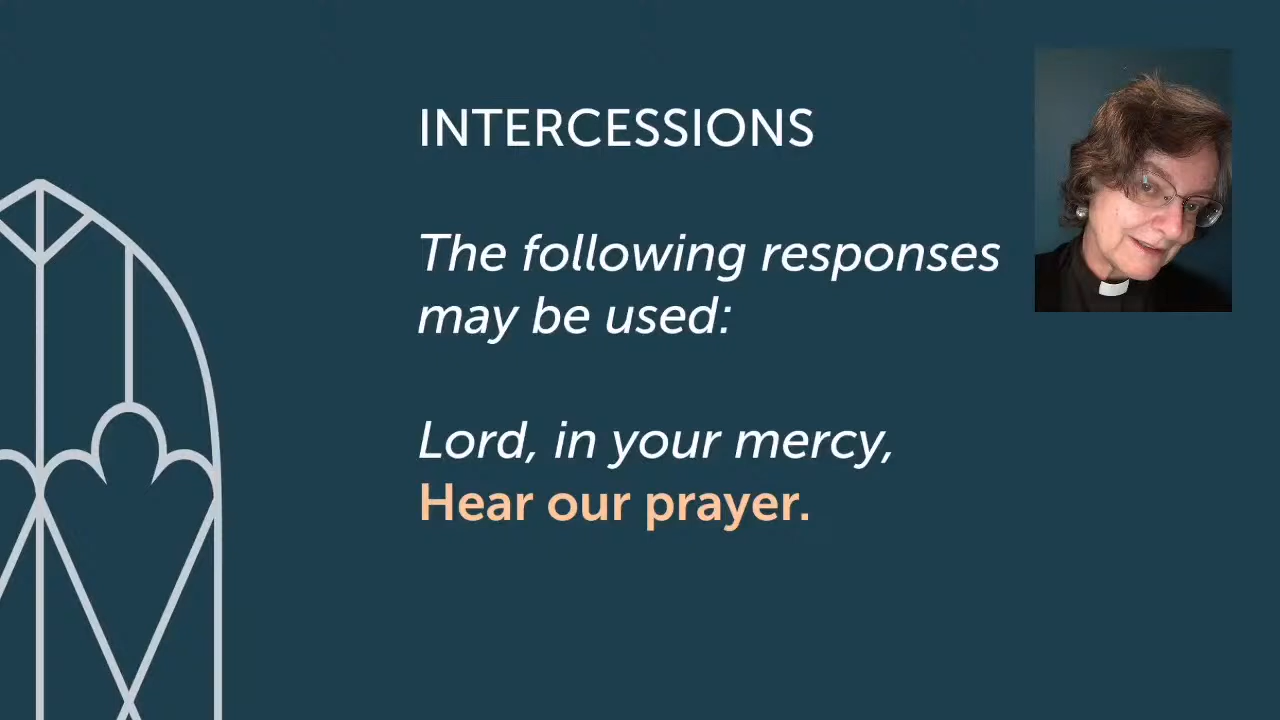 INTERCESSIONS
The following responses
may be used:
Lord, in your mercy,
Hear our prayer.